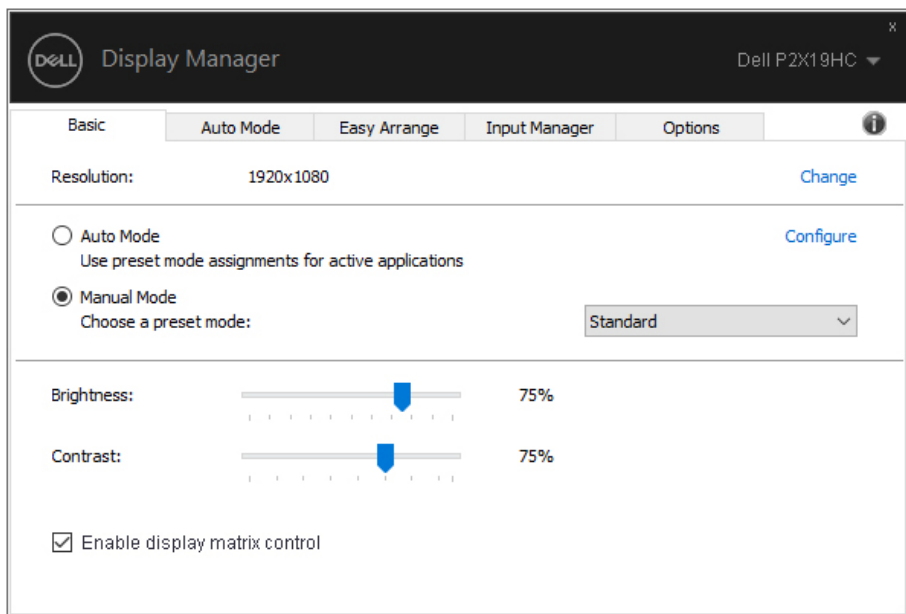 x
DELL Display Manager Dell P2X19HC
Basic Auto Mode Easy Arrange Input Manager Options i
Resolution: 1920x1080 Change
Auto Mode Configure
Use preset mode assignments for active applications
Manual Mode
Choose a preset mode: Standard
Brightness: 75%
Contrast: 75%
Enable display matrix control